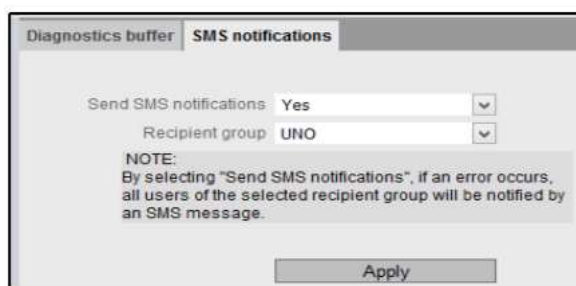 Diagnostics buffer SMS notifications
Send SMS notifications Yes
Recipient group UNO
NOTE:
By selecting "Send SMS notifications", if an error occurs,
all users of the selected recipient group will be notified by
an SMS message.
Apply